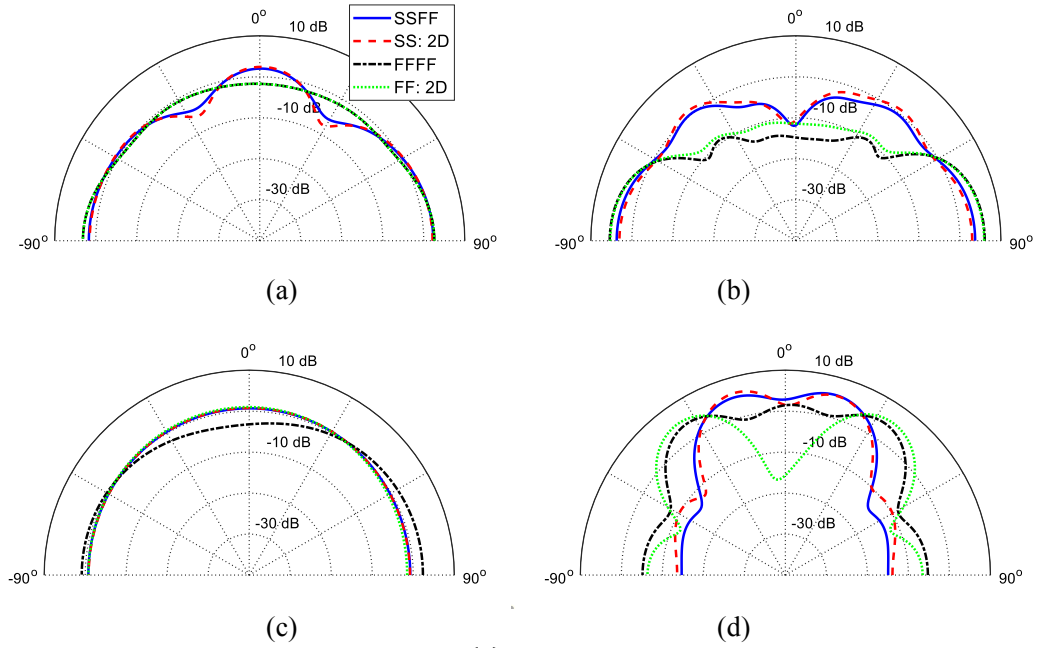 0°
10 dB
SSFF
SS: 2D
FFFF
FF: 2D
-10 dB
-30 dB
-90°
90°
(a)
0°
10 dB
-10 dB
-30 dB
-90°
90°
(b)
0°
10 dB
-10 dB
-30 dB
-90°
90°
(c)
0°
10 dB
-10 dB
-30 dB
-90°
90°
(d)